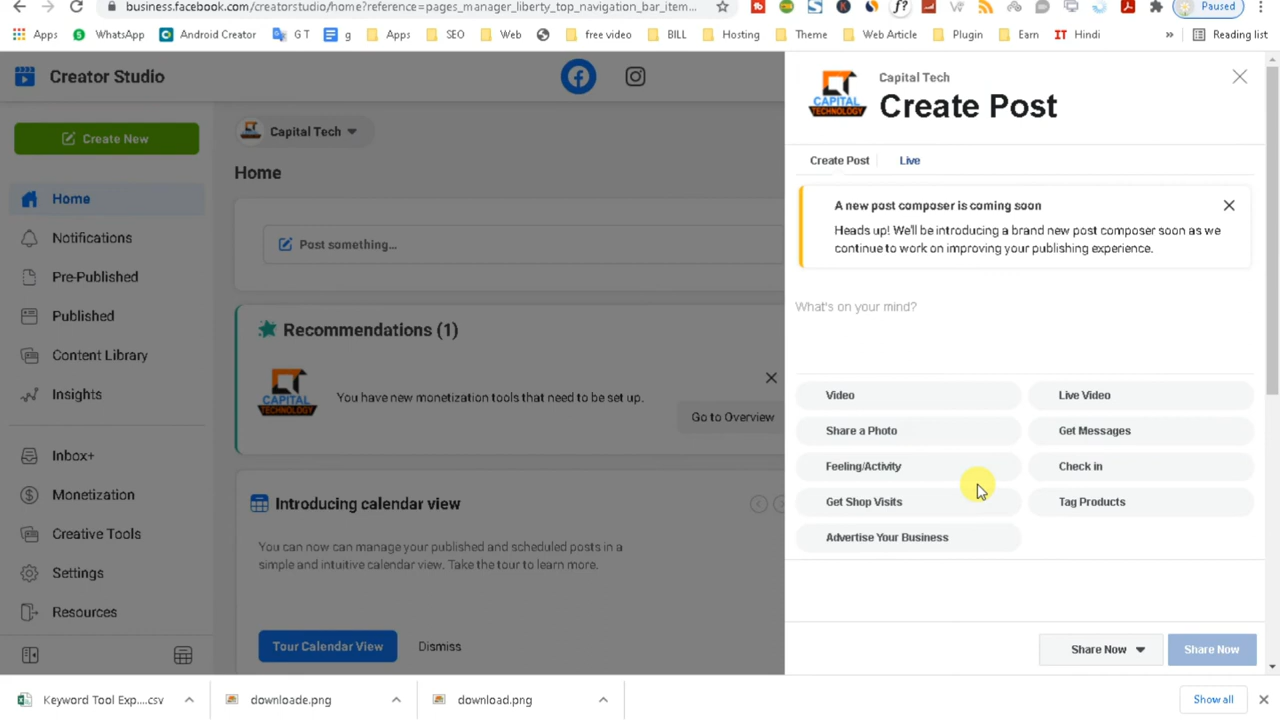 business.facebook.com/creatorstudio/home?reference=pages_manager_liberty_top_navigation_bar_item...
Paused
Apps
WhatsApp
Android Creator
G T
g
Apps
SEO
Web
free video
BILL
Hosting
Theme
Web Article
Plugin
Earn
IT Hindi
»
Reading list
Creator Studio
Create New
Home
Notifications
Pre-Published
Published
Content Library
Insights
Inbox+
Monetization
Creative Tools
Settings
Resources
Capital Tech
Home
Post something...
Recommendations (1)
CAPITAL
TECHNOLOGY
You have new monetization tools that need to be set up.
Go to Overview
Introducing calendar view
You can now can manage your published and scheduled posts in a
simple and intuitive calendar view. Take the tour to learn more.
Tour Calendar View
Dismiss
CAPITAL
TECHNOLOGY
Capital Tech
Create Post
Create Post
Live
A new post composer is coming soon
Heads up! We'll be introducing a brand new post composer soon as we
continue to work on improving your publishing experience.
What's on your mind?
Video
Live Video
Share a Photo
Get Messages
Feeling/Activity
Check in
Get Shop Visits
Tag Products
Advertise Your Business
Share Now
Share Now
Keyword Tool Exp....csv
downloade.png
download.png
Show all